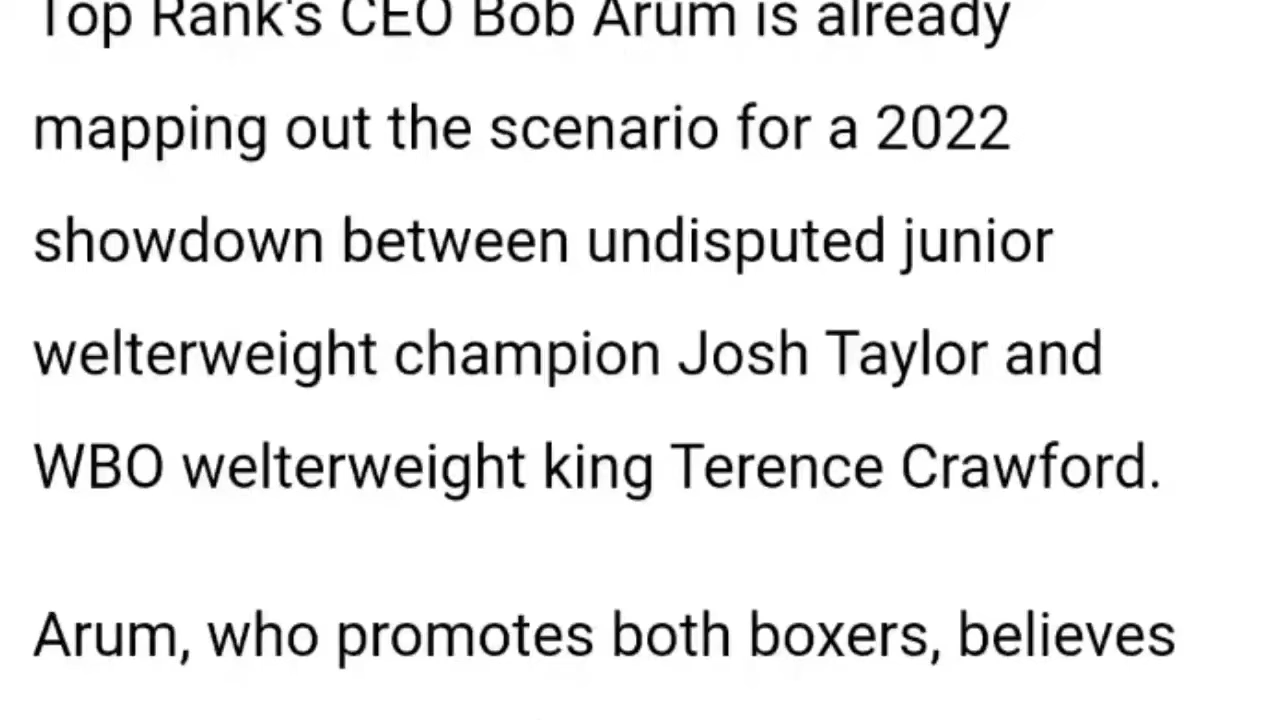 Top Rank's CEO Bob Arum is already
mapping out the scenario for a 2022
showdown between undisputed junior
welterweight champion Josh Taylor and
WBO welterweight king Terence Crawford.
Arum, who promotes both boxers, believes